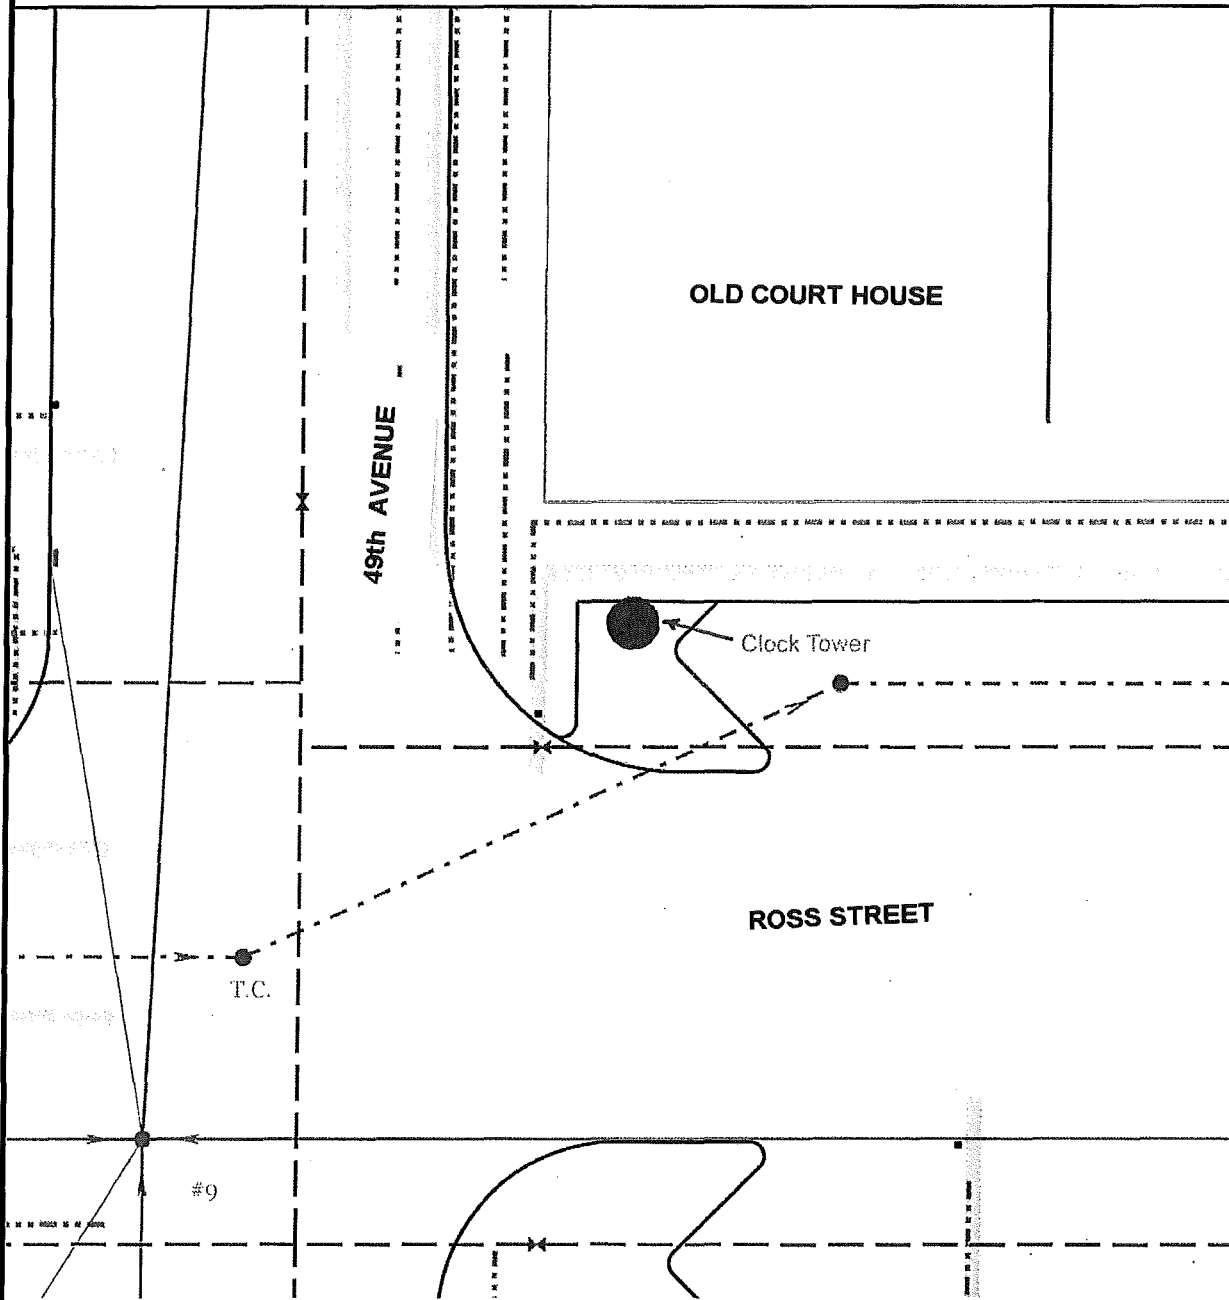 OLD COURT HOUSE
49th AVENUE
Clock Tower
ROSS STREET
T.C.
#9